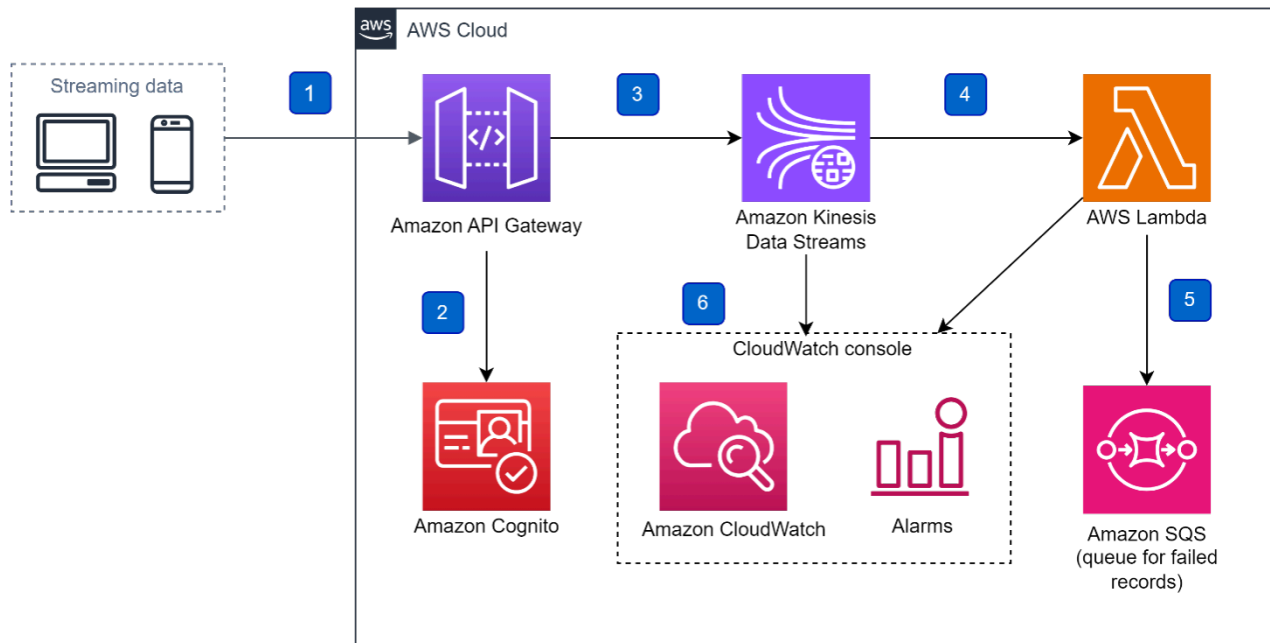 aws
AWS Cloud
Streaming data
1
3
4
Amazon API Gateway
Amazon Kinesis
Data Streams
AWS Lambda
2
6
5
CloudWatch console
Amazon Cognito
Amazon CloudWatch
Alarms
Amazon SQS
(queue for failed
records)